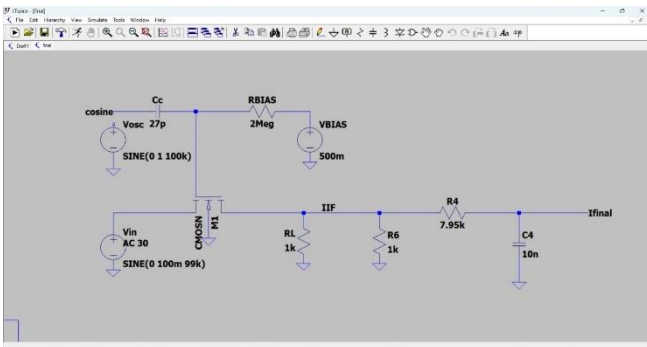 LTspice - [final]
File Edit Hierarchy View Simulate Tools Window Help
Draft1 final
cosine
Cc
27p
RBIAS
2Meg
Vosc
SINE(0 1 100k)
VBIAS
500m
CMOSN
M1
Vin
AC 30
SINE(0 100m 99k)
IIF
RL
1k
R6
1k
R4
7.95k
C4
10n
Ifinal